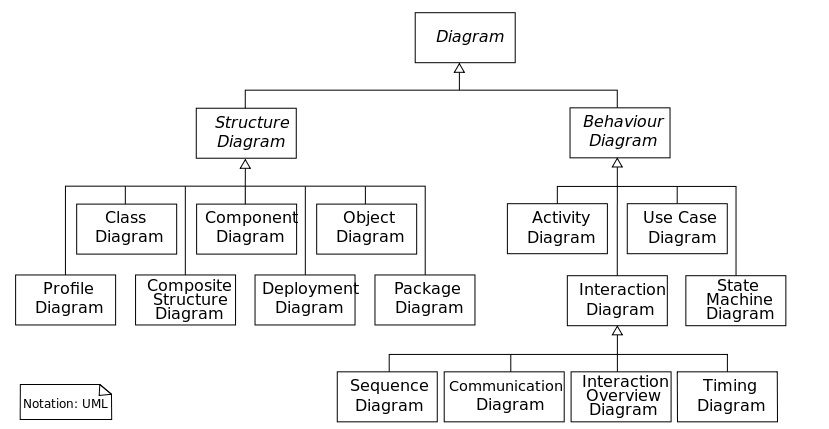 Diagram
Structure
Diagram
Behaviour
Diagram
Class
Diagram
Component
Diagram
Object
Diagram
Activity
Diagram
Use Case
Diagram
Profile
Diagram
Composite
Structure
Diagram
Deployment
Diagram
Package
Diagram
Interaction
Diagram
State
Machine
Diagram
Sequence
Diagram
Communication
Diagram
Interaction
Overview
Diagram
Timing
Diagram
Notation: UML